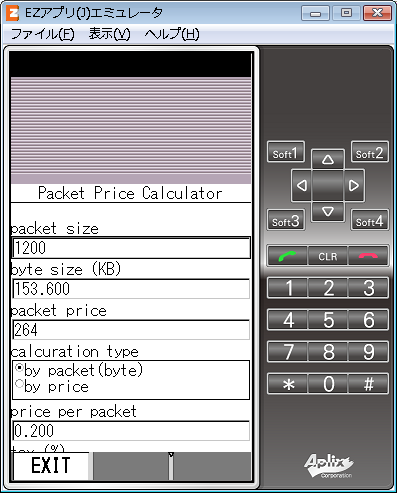 EZアプリ(J)エミュレータ
ファイル(F) 表示(V) ヘルプ(H)
Packet Price Calculator
packet size
1200
byte size (KB)
153.600
packet price
264
calcuration type
by packet(byte)
by price
price per packet
0.200
tax (%)
EXIT
Soft1 Soft2
Soft3 Soft4
CLR
1 2 3
4 5 6
7 8 9
* 0 #
Aplix
Corporation